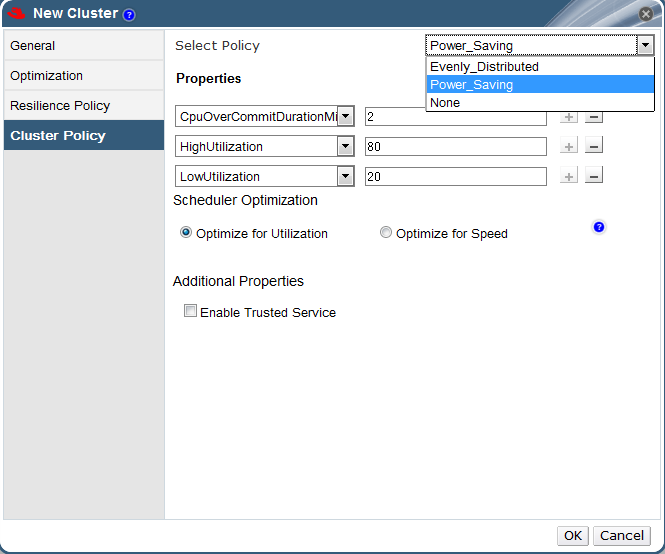 New Cluster ?
General
Optimization
Resilience Policy
Cluster Policy
Select Policy Power_Saving
Evenly_Distributed
Power_Saving
None
Properties
CpuOverCommitDurationMi 2 + −
HighUtilization 80 + −
LowUtilization 20 + −
Scheduler Optimization
Optimize for Utilization Optimize for Speed ?
Additional Properties
Enable Trusted Service
OK Cancel